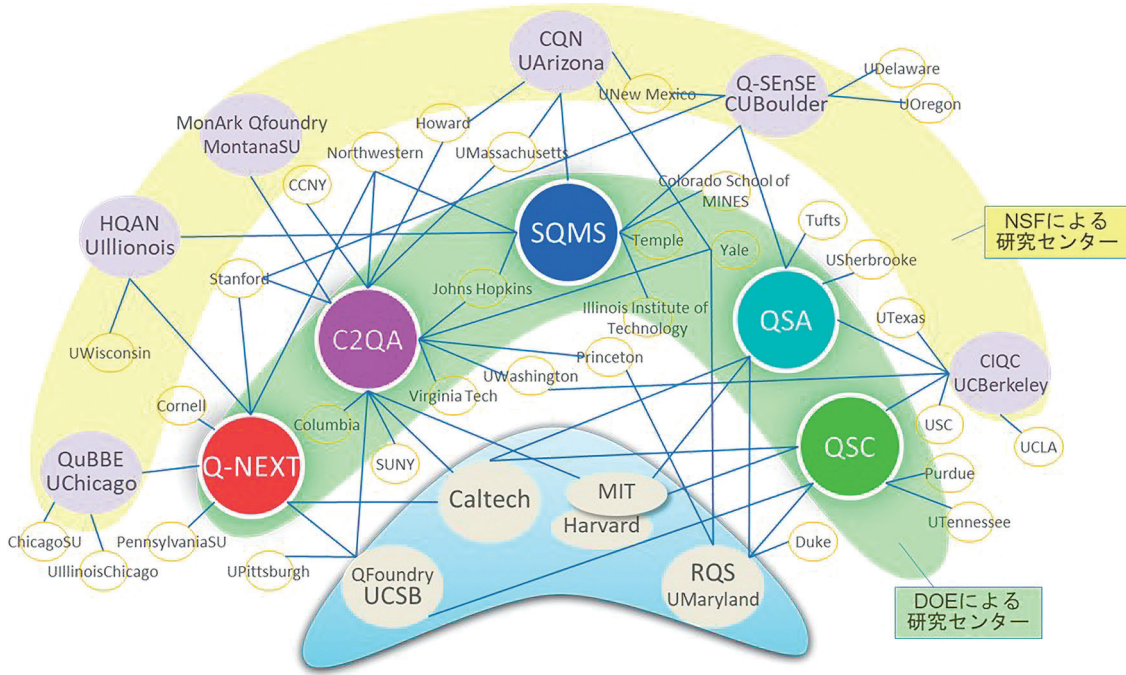 CQN
UArizona
Q-SEnSE
CUBoulder
UDelaware
UOregon
UNew Mexico
MonArk Qfoundry
MontanaSU
Howard
Northwestern
UMassachusetts
CCNY
Colorado School of
MINES
HQAN
UIllionois
SQMS
Temple
Yale
Tufts
NSFによる
研究センター
USherbrooke
Stanford
Johns Hopkins
Illinois Institute of
Technology
QSA
UTexas
C2QA
UWisconsin
Princeton
UWashington
CIQC
UCBerkeley
Virginia Tech
Cornell
Columbia
USC
UCLA
QuBBE
UChicago
Q-NEXT
SUNY
QSC
Purdue
Caltech
MIT
Harvard
UTennessee
ChicagoSU
PennsylvaniaSU
UIllinoisChicago
UPittsburgh
Duke
QFoundry
UCSB
RQS
UMaryland
DOEによる
研究センター